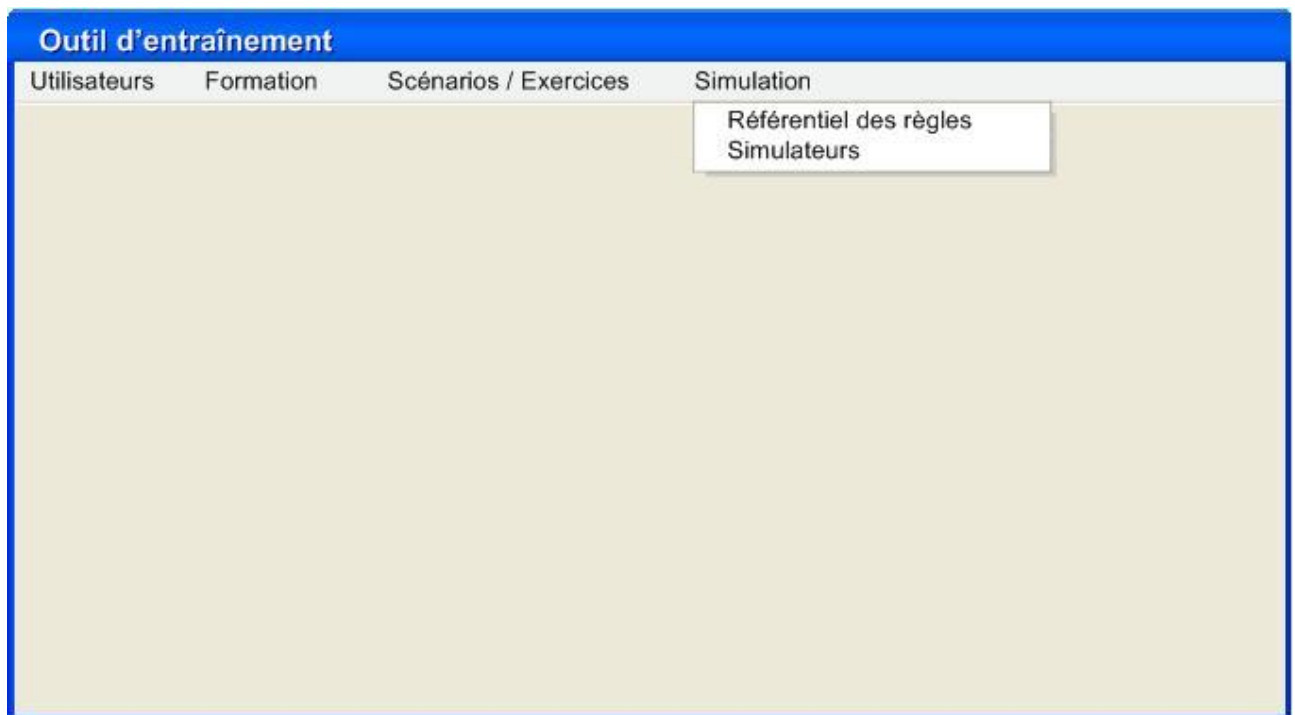 Outil d’entraînement
Utilisateurs Formation Scénarios / Exercices Simulation
Référentiel des règles
Simulateurs